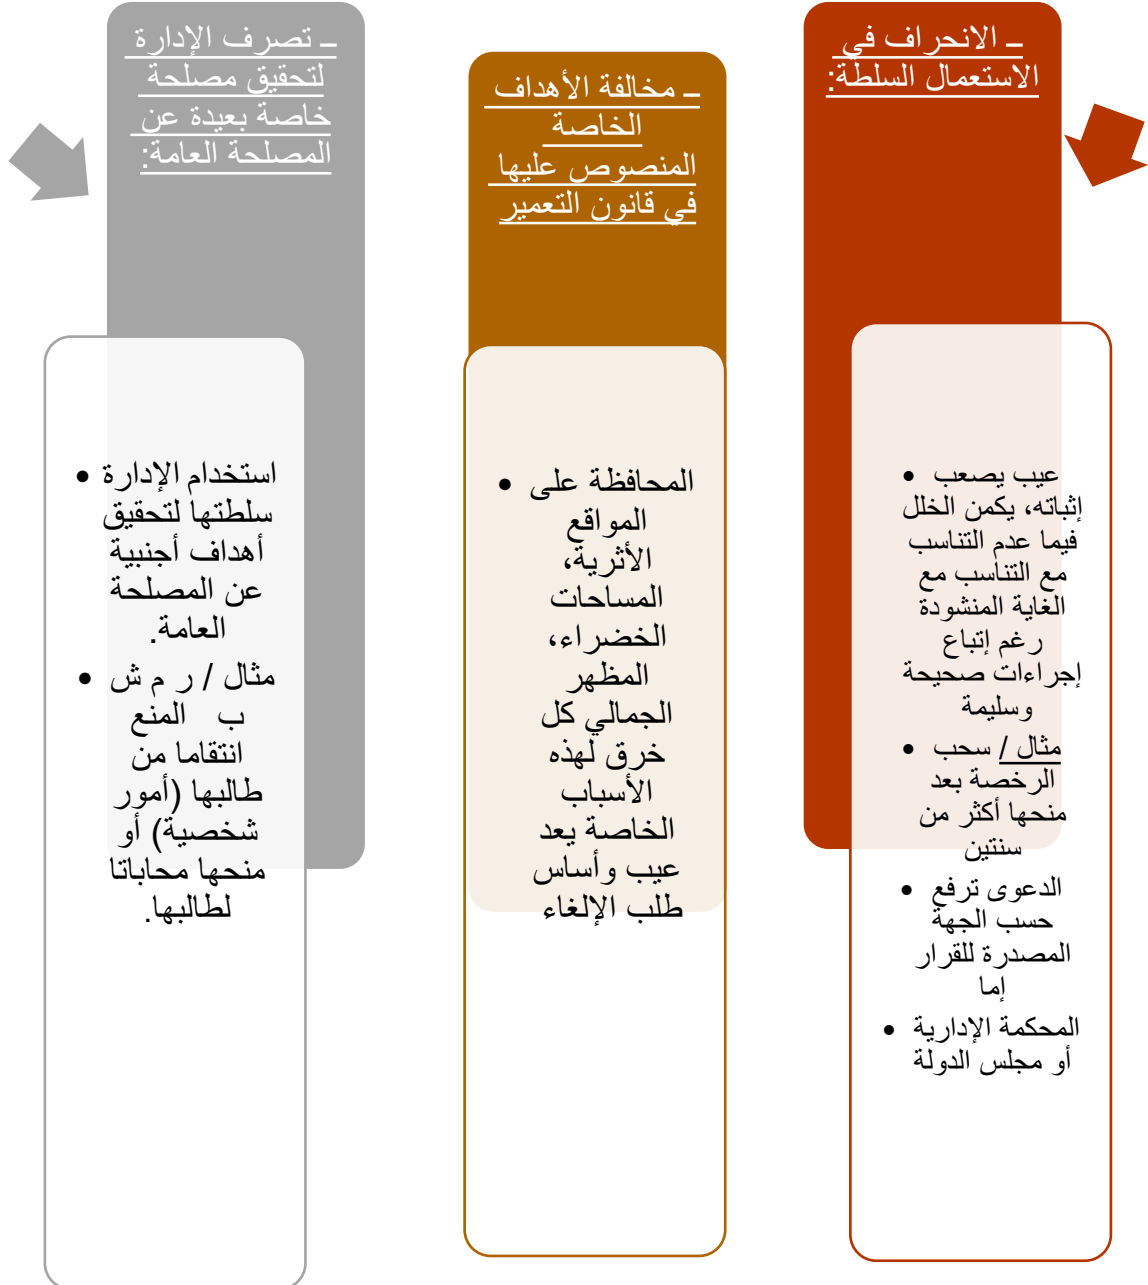 – الانحراف في
الاستعمال السلطة:
• عيب يصعب
إثباته، يكمن الخلل
فيما عدم التناسب
مع التناسب مع
الغاية المنشودة
رغم إتباع
إجراءات صحيحة
وسليمة
• مثال / سحب
الرخصة بعد
منحها أكثر من
سنتين
• الدعوى ترفع
حسب الجهة
المصدرة للقرار
إما
• المحكمة الإدارية
أو مجلس الدولة
– مخالفة الأهداف
الخاصة
المنصوص عليها
في قانون التعمير
• المحافظة على
المواقع
الأثرية،
المساحات
الخضراء،
المظهر
الجمالي كل
خرق لهذه
الأسباب
الخاصة يعد
عيب وأساس
طلب الإلغاء
– تصرف الإدارة
لتحقيق مصلحة
خاصة بعيدة عن
المصلحة العامة:
• استخدام الإدارة
سلطتها لتحقيق
أهداف أجنبية
عن المصلحة
العامة.
• مثال / ر م ش
ب المنع
انتقاما من
طالبها (أمور
شخصية) أو
منحها محاباتا
لطالبها.